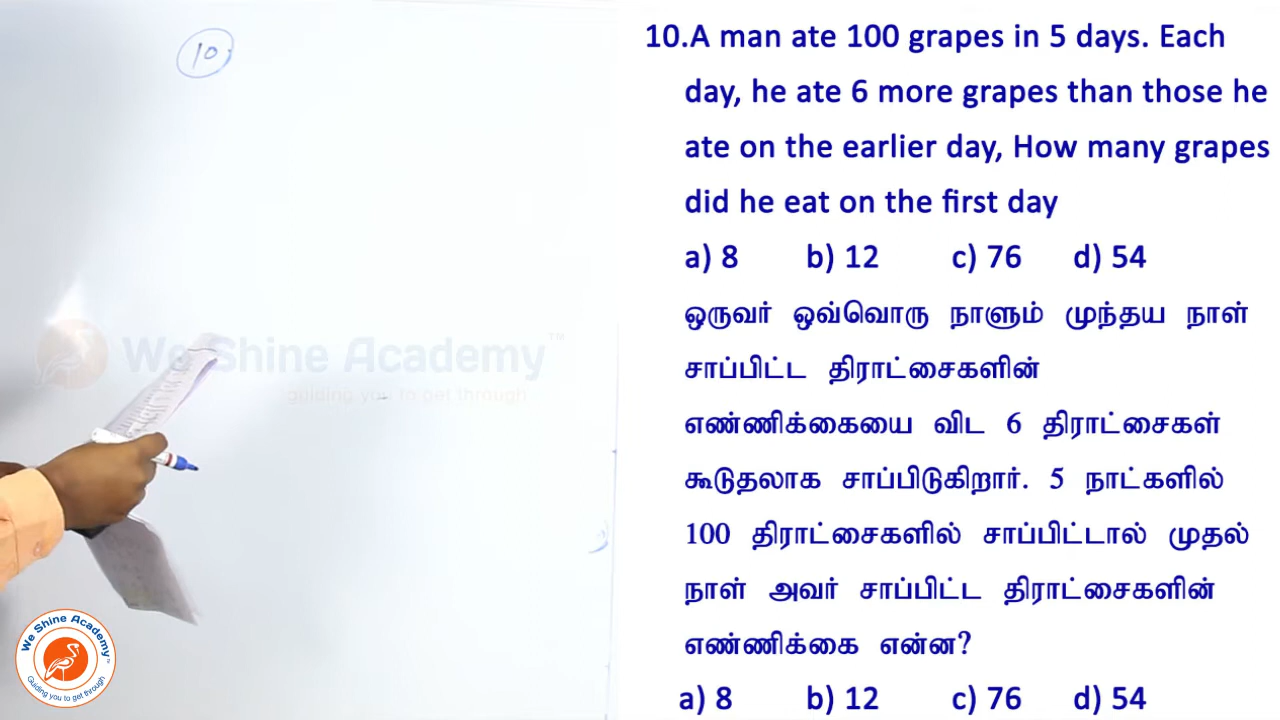 10
10.A man ate 100 grapes in 5 days. Each
day, he ate 6 more grapes than those he
ate on the earlier day, How many grapes
did he eat on the first day
a) 8 b) 12 c) 76 d) 54
ஒருவர் ஒவ்வொரு நாளும் முந்தய நாள்
சாப்பிட்ட திராட்சைகளின்
எண்ணிக்கையை விட 6 திராட்சைகள்
கூடுதலாக சாப்பிடுகிறார். 5 நாட்களில்
100 திராட்சைகளில் சாப்பிட்டால் முதல்
நாள் அவர் சாப்பிட்ட திராட்சைகளின்
எண்ணிக்கை என்ன?
a) 8 b) 12 c) 76 d) 54
We Shine Academy™
guiding you to get through
We Shine Academy™
Guiding you to get through